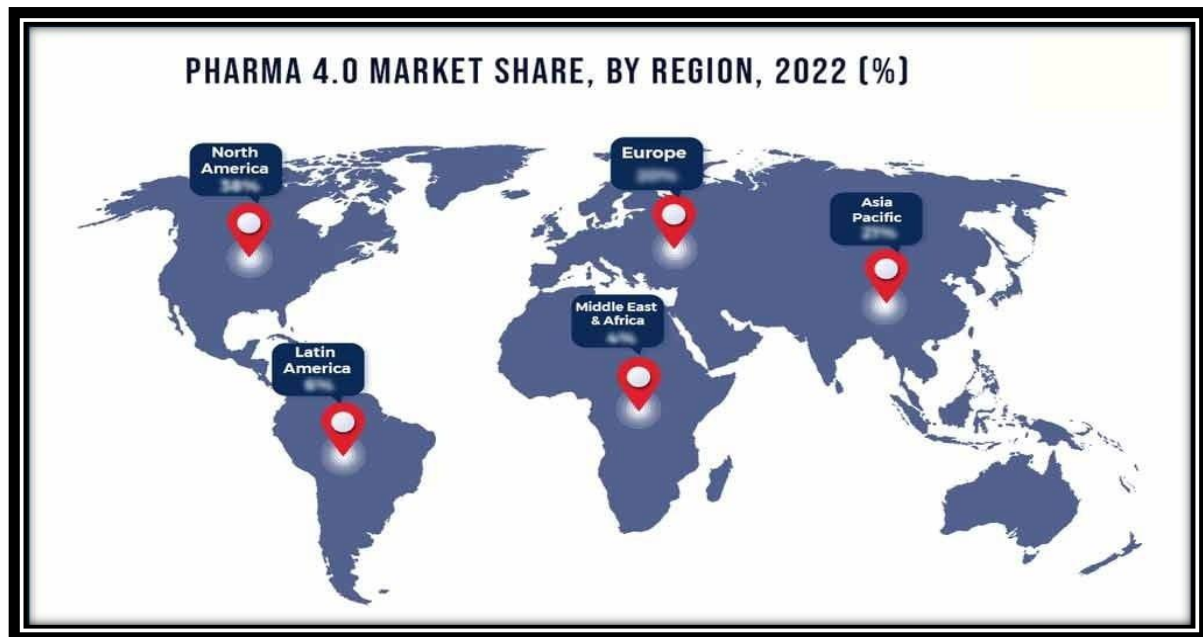 PHARMA 4.0 MARKET SHARE, BY REGION, 2022 (%)
North
America
Europe
Asia
Pacific
Middle East
& Africa
Latin
America